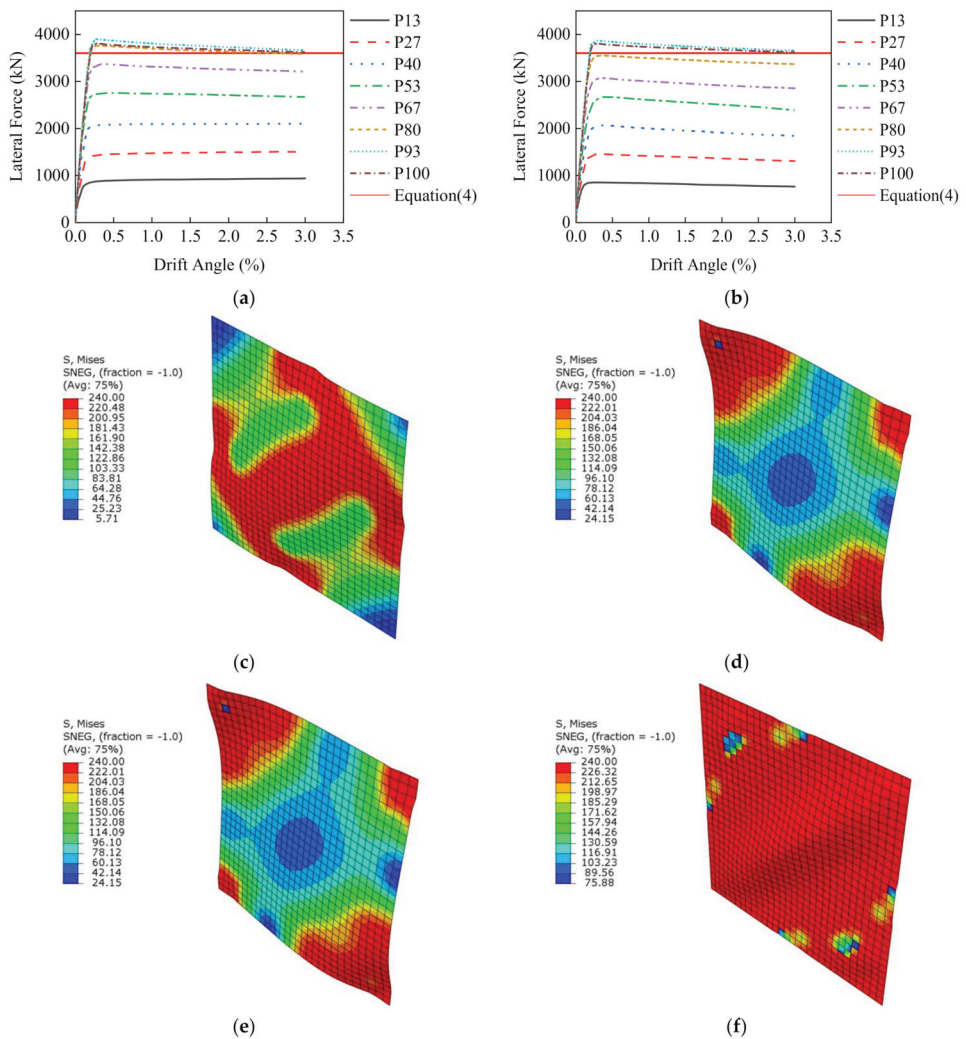 4000
3000
2000
1000
0
0.0 0.5 1.0 1.5 2.0 2.5 3.0 3.5
Lateral Force (kN)
Drift Angle (%)
P13
P27
P40
P53
P67
P80
P93
P100
Equation(4)
(a)
4000
3000
2000
1000
0
0.0 0.5 1.0 1.5 2.0 2.5 3.0 3.5
Lateral Force (kN)
Drift Angle (%)
P13
P27
P40
P53
P67
P80
P93
P100
Equation(4)
(b)
S, Mises
SNEG, (fraction = -1.0)
(Avg: 75%)
240.00
220.48
200.95
181.43
161.90
142.38
122.86
103.33
83.81
64.28
44.76
25.23
5.71
(c)
S, Mises
SNEG, (fraction = -1.0)
(Avg: 75%)
240.00
222.01
204.03
186.04
168.05
150.06
132.08
114.09
96.10
78.12
60.13
42.14
24.15
(d)
S, Mises
SNEG, (fraction = -1.0)
(Avg: 75%)
240.00
222.01
204.03
186.04
168.05
150.06
132.08
114.09
96.10
78.12
60.13
42.14
24.15
(e)
S, Mises
SNEG, (fraction = -1.0)
(Avg: 75%)
240.00
226.32
212.65
198.97
185.29
171.62
157.94
144.26
130.59
116.91
103.23
89.56
75.88
(f)